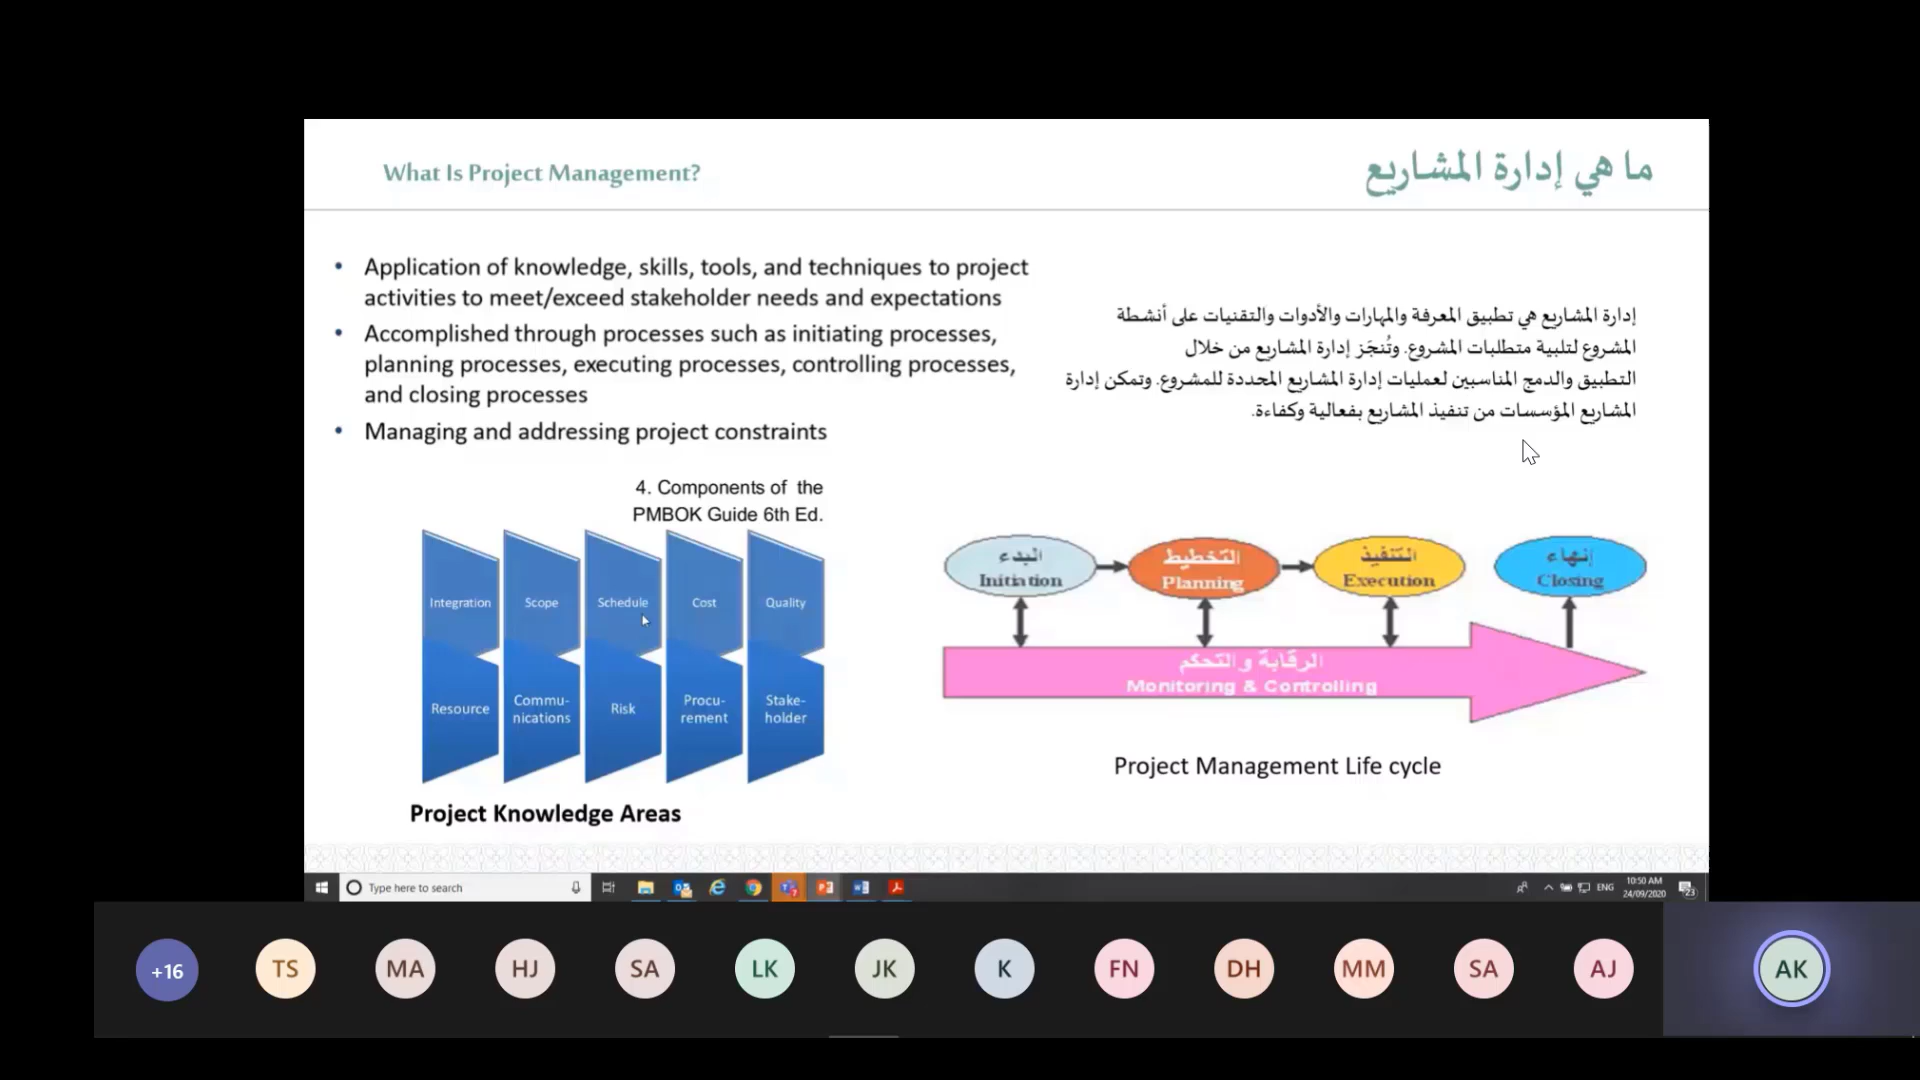 What Is Project Management?
ما هي إدارة المشاريع
• Application of knowledge, skills, tools, and techniques to project
activities to meet/exceed stakeholder needs and expectations
• Accomplished through processes such as initiating processes,
planning processes, executing processes, controlling processes,
and closing processes
• Managing and addressing project constraints
إدارة المشاريع هي تطبيق المعرفة والمهارات والأدوات والتقنيات على أنشطة
المشروع لتلبية متطلبات المشروع. وتُنجَز إدارة المشاريع من خلال
التطبيق والدمج المناسبين لعمليات إدارة المشاريع المحددة للمشروع. وتمكن إدارة
المشاريع المؤسسات من تنفيذ المشاريع بفعالية وكفاءة.
4. Components of the
PMBOK Guide 6th Ed.
Integration
Scope
Schedule
Cost
Quality
Resource
Commu-
nications
Risk
Procu-
rement
Stake-
holder
Project Knowledge Areas
البدء
Initiation
التخطيط
Planning
التنفيذ
Execution
إنهاء
Closing
الرقابة والتحكم
Monitoring & Controlling
Project Management Life cycle
Type here to search
ENG
10:50 AM
24/09/2020
23
+16
TS
MA
HJ
SA
LK
JK
K
FN
DH
MM
SA
AJ
AK